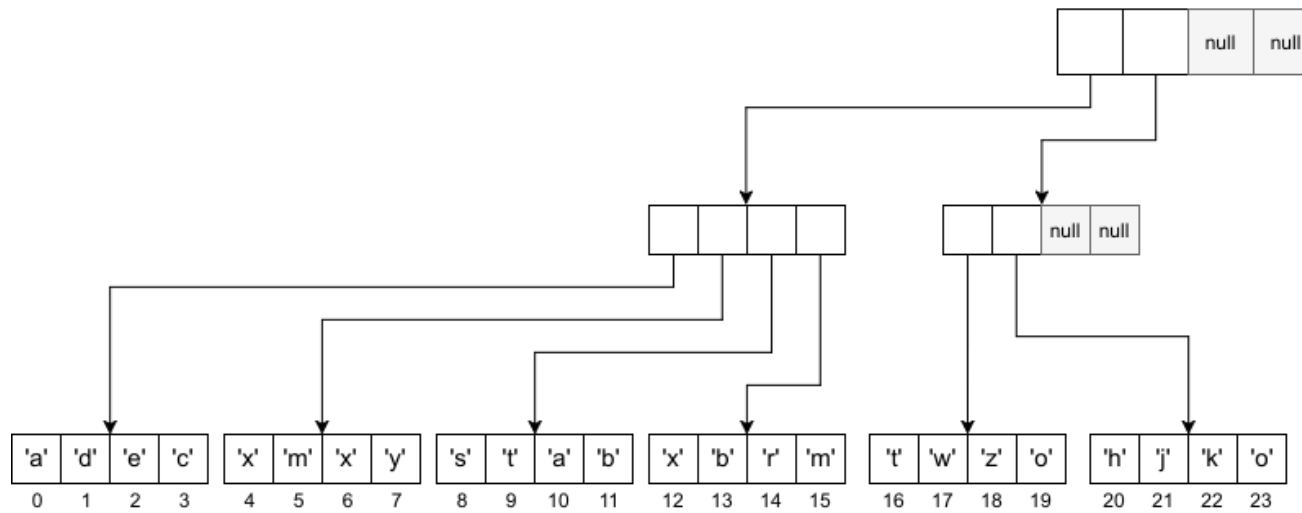 null null
null null
'a' 'd' 'e' 'c' 'x' 'm' 'x' 'y' 's' 't' 'a' 'b' 'x' 'b' 'r' 'm' 't' 'w' 'z' 'o' 'h' 'j' 'k' 'o'
0 1 2 3 4 5 6 7 8 9 10 11 12 13 14 15 16 17 18 19 20 21 22 23